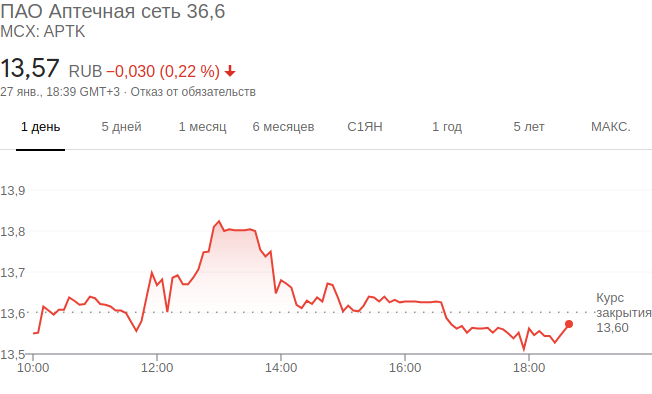 ПАО Аптечная сеть 36,6
MCX: APTK
13,57 RUB −0,030 (0,22 %)
27 янв., 18:39 GMT+3 · Отказ от обязательств
1 день 5 дней 1 месяц 6 месяцев С1ЯН 1 год 5 лет МАКС.
13,9
13,8
13,7
13,6
13,5
Курс
закрытия
13,60
10:00 12:00 14:00 16:00 18:00